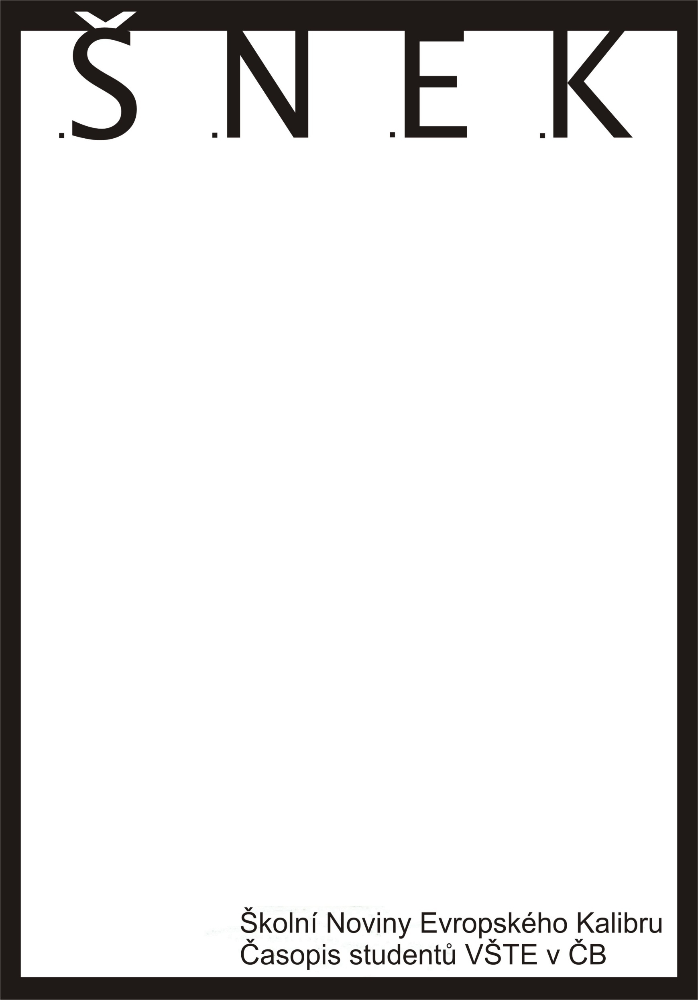 .Š .N .E .K
Školní Noviny Evropského Kalibru
Časopis studentů VŠTE v ČB